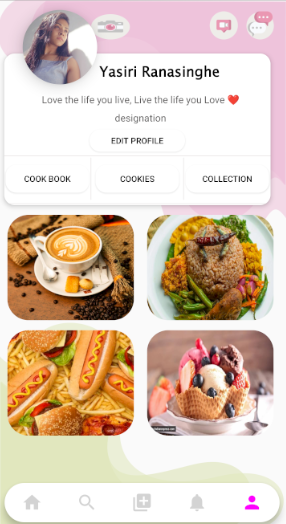 Yasiri Ranasinghe
Love the life you live, Live the life you Love ❤️
designation
EDIT PROFILE
COOK BOOK
COOKIES
COLLECTION